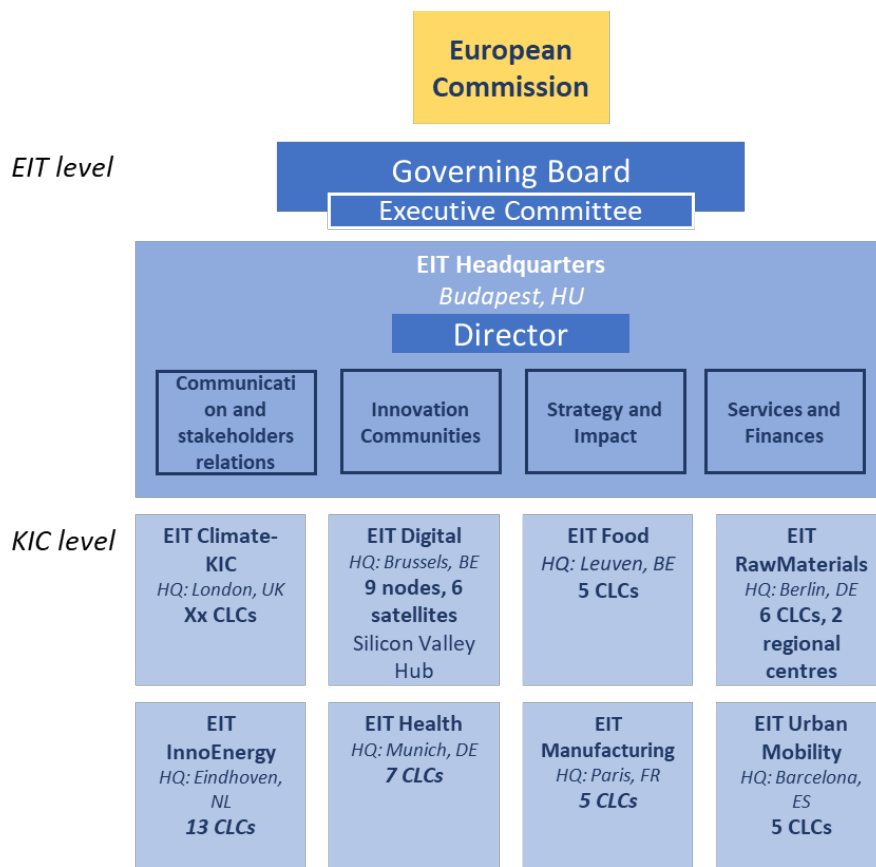 European
Commission
EIT level
Governing Board
Executive Committee
EIT Headquarters
Budapest, HU
Director
Communicati
on and
stakeholders
relations
Innovation
Communities
Strategy and
Impact
Services and
Finances
KIC level
EIT Climate-
KIC
HQ: London, UK
Xx CLCs
EIT Digital
HQ: Brussels, BE
9 nodes, 6
satellites
Silicon Valley
Hub
EIT Food
HQ: Leuven, BE
5 CLCs
EIT
RawMaterials
HQ: Berlin, DE
6 CLCs, 2
regional
centres
EIT
InnoEnergy
HQ: Eindhoven,
NL
13 CLCs
EIT Health
HQ: Munich, DE
7 CLCs
EIT
Manufacturing
HQ: Paris, FR
5 CLCs
EIT Urban
Mobility
HQ: Barcelona,
ES
5 CLCs